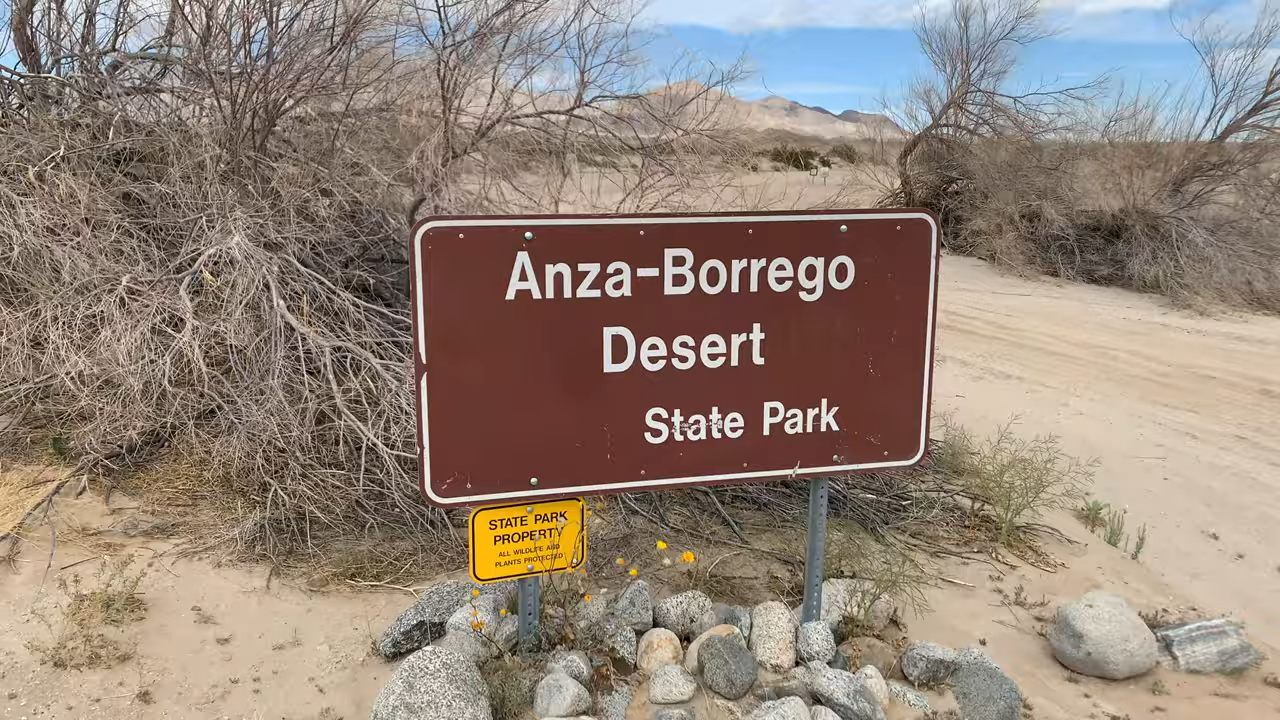 Anza-Borrego
Desert
State Park
STATE PARK
PROPERTY
ALL WILDLIFE AND
PLANTS PROTECTED